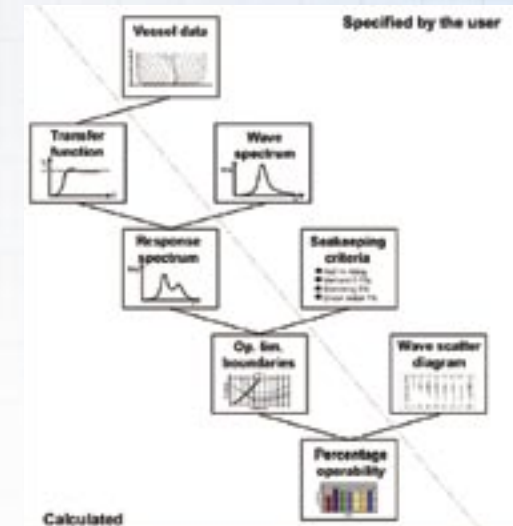 Vessel data
Specified by the user
Transfer
function
Wave
spectrum
Response
spectrum
Seakeeping
criteria
Op. lim.
boundaries
Wave scatter
diagram
Percentage
operability
Calculated